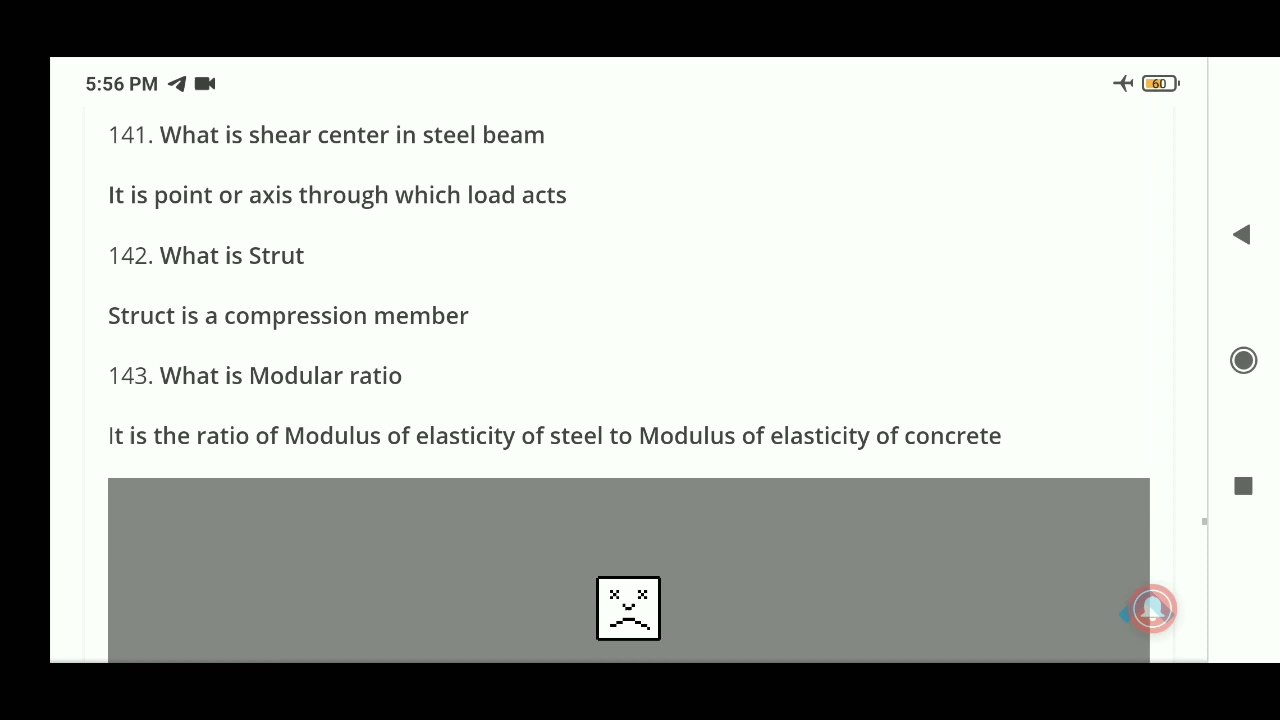 5:56 PM
60
141. What is shear center in steel beam
It is point or axis through which load acts
142. What is Strut
Struct is a compression member
143. What is Modular ratio
It is the ratio of Modulus of elasticity of steel to Modulus of elasticity of concrete